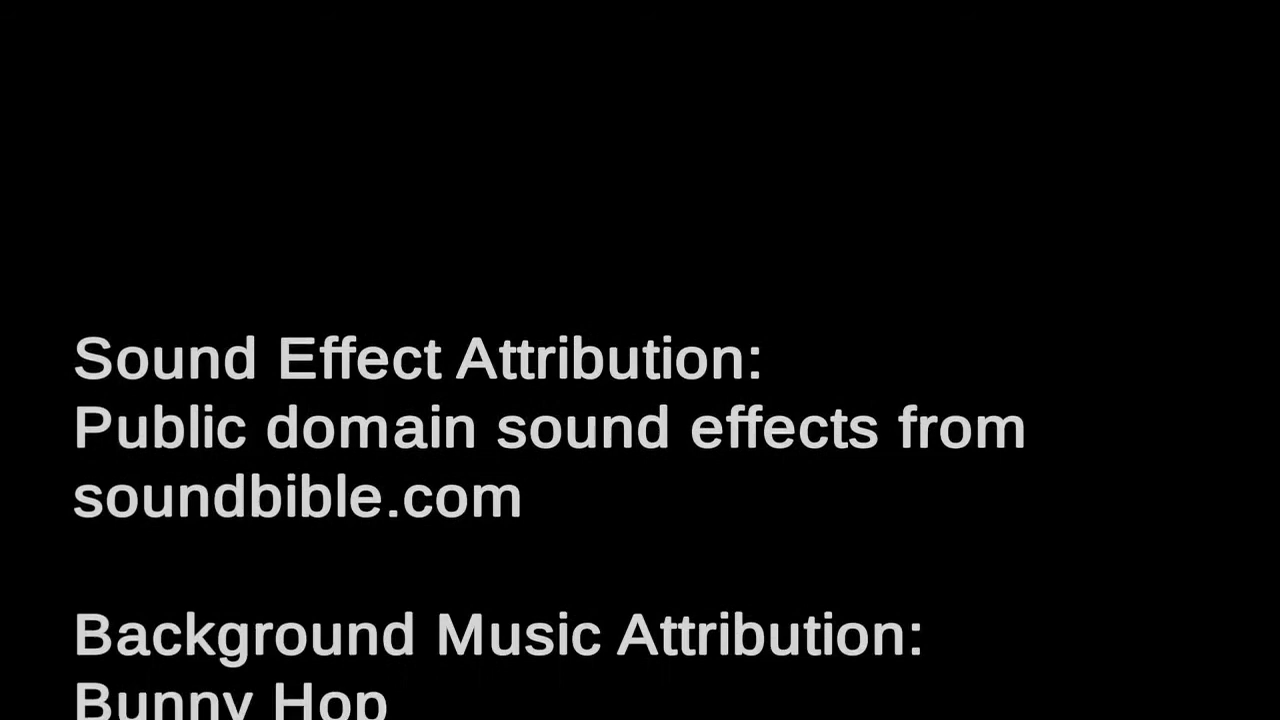 Sound Effect Attribution:
Public domain sound effects from
soundbible.com
Background Music Attribution:
Bunny Hop